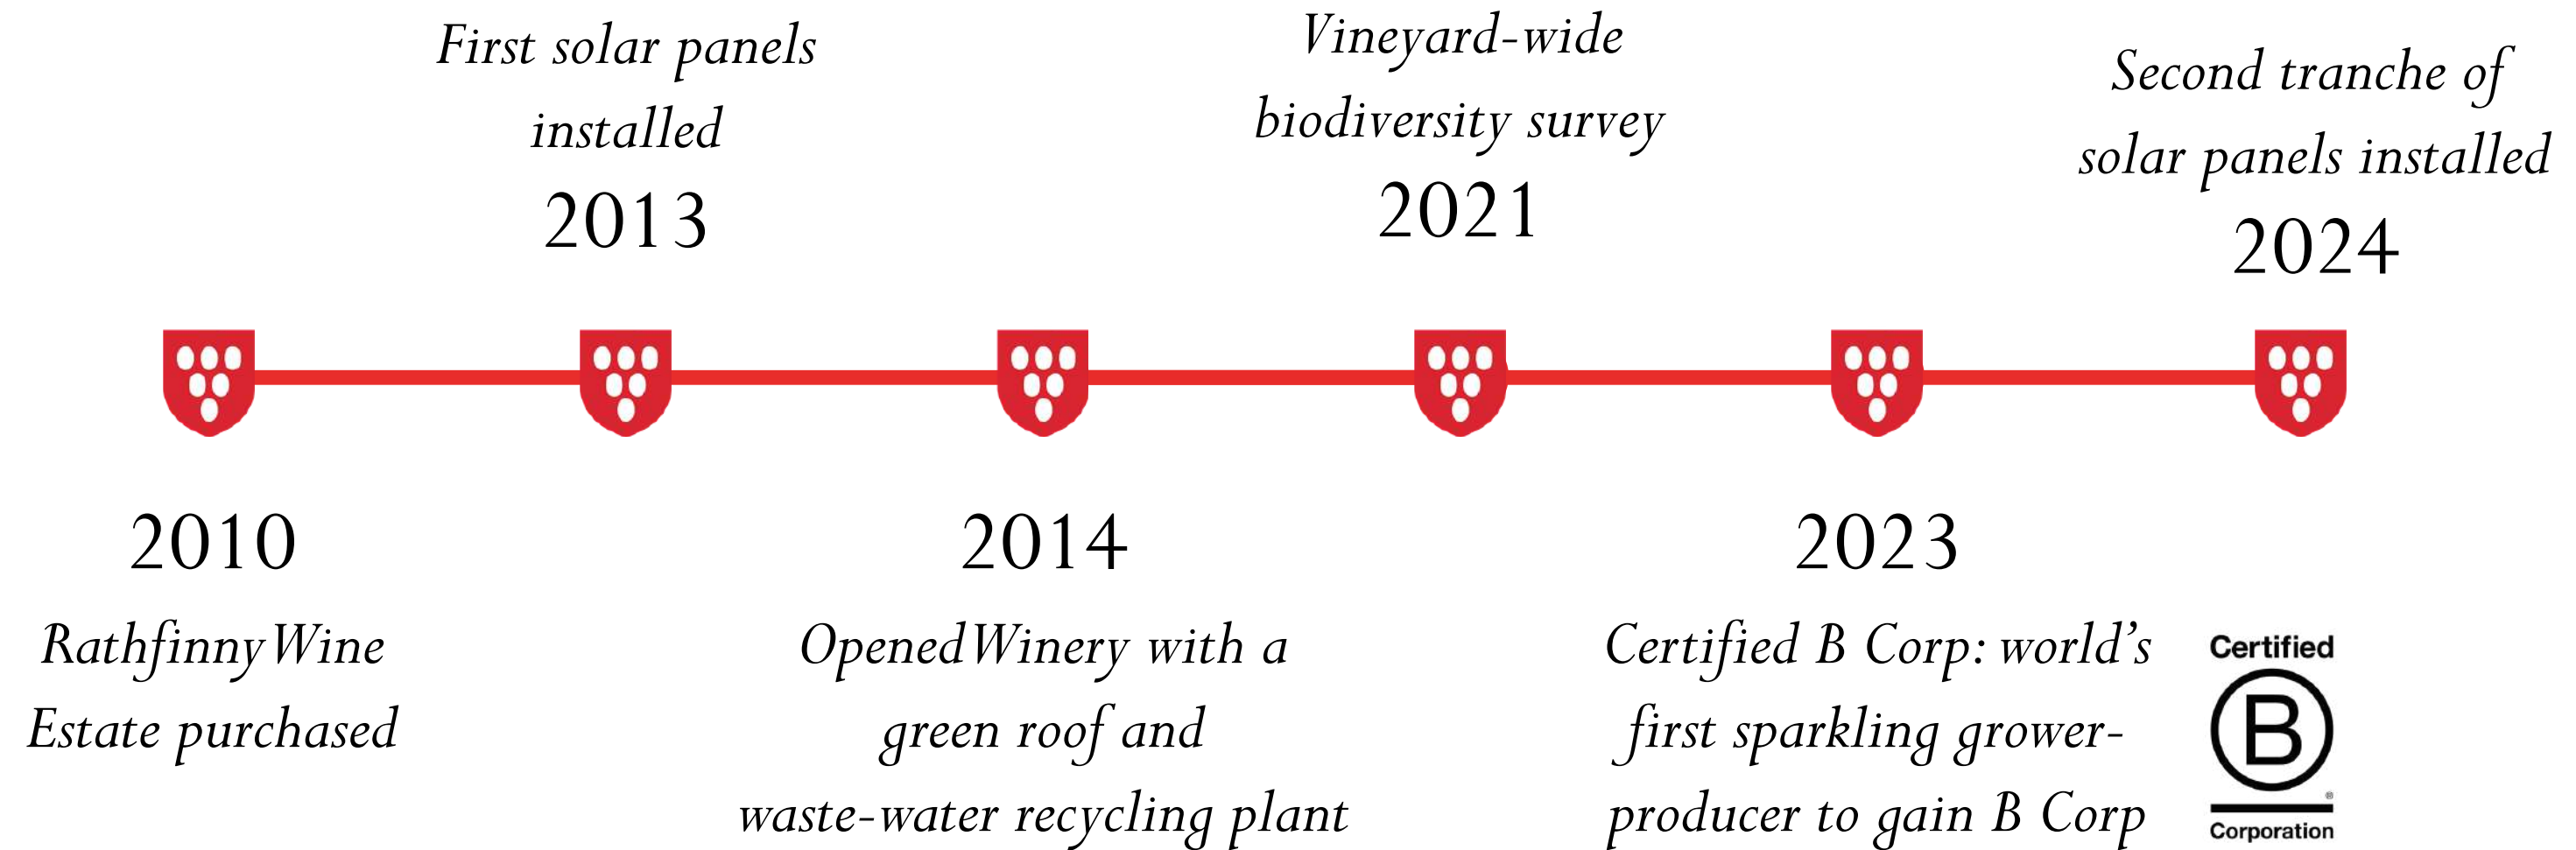 First solar panels
installed
2013
Vineyard-wide
biodiversity survey
2021
Second tranche of
solar panels installed
2024
2010
Rathfinny Wine
Estate purchased
2014
Opened Winery with a
green roof and
waste-water recycling plant
2023
Certified B Corp: world’s
first sparkling grower-
producer to gain B Corp
Certified
B
®
Corporation